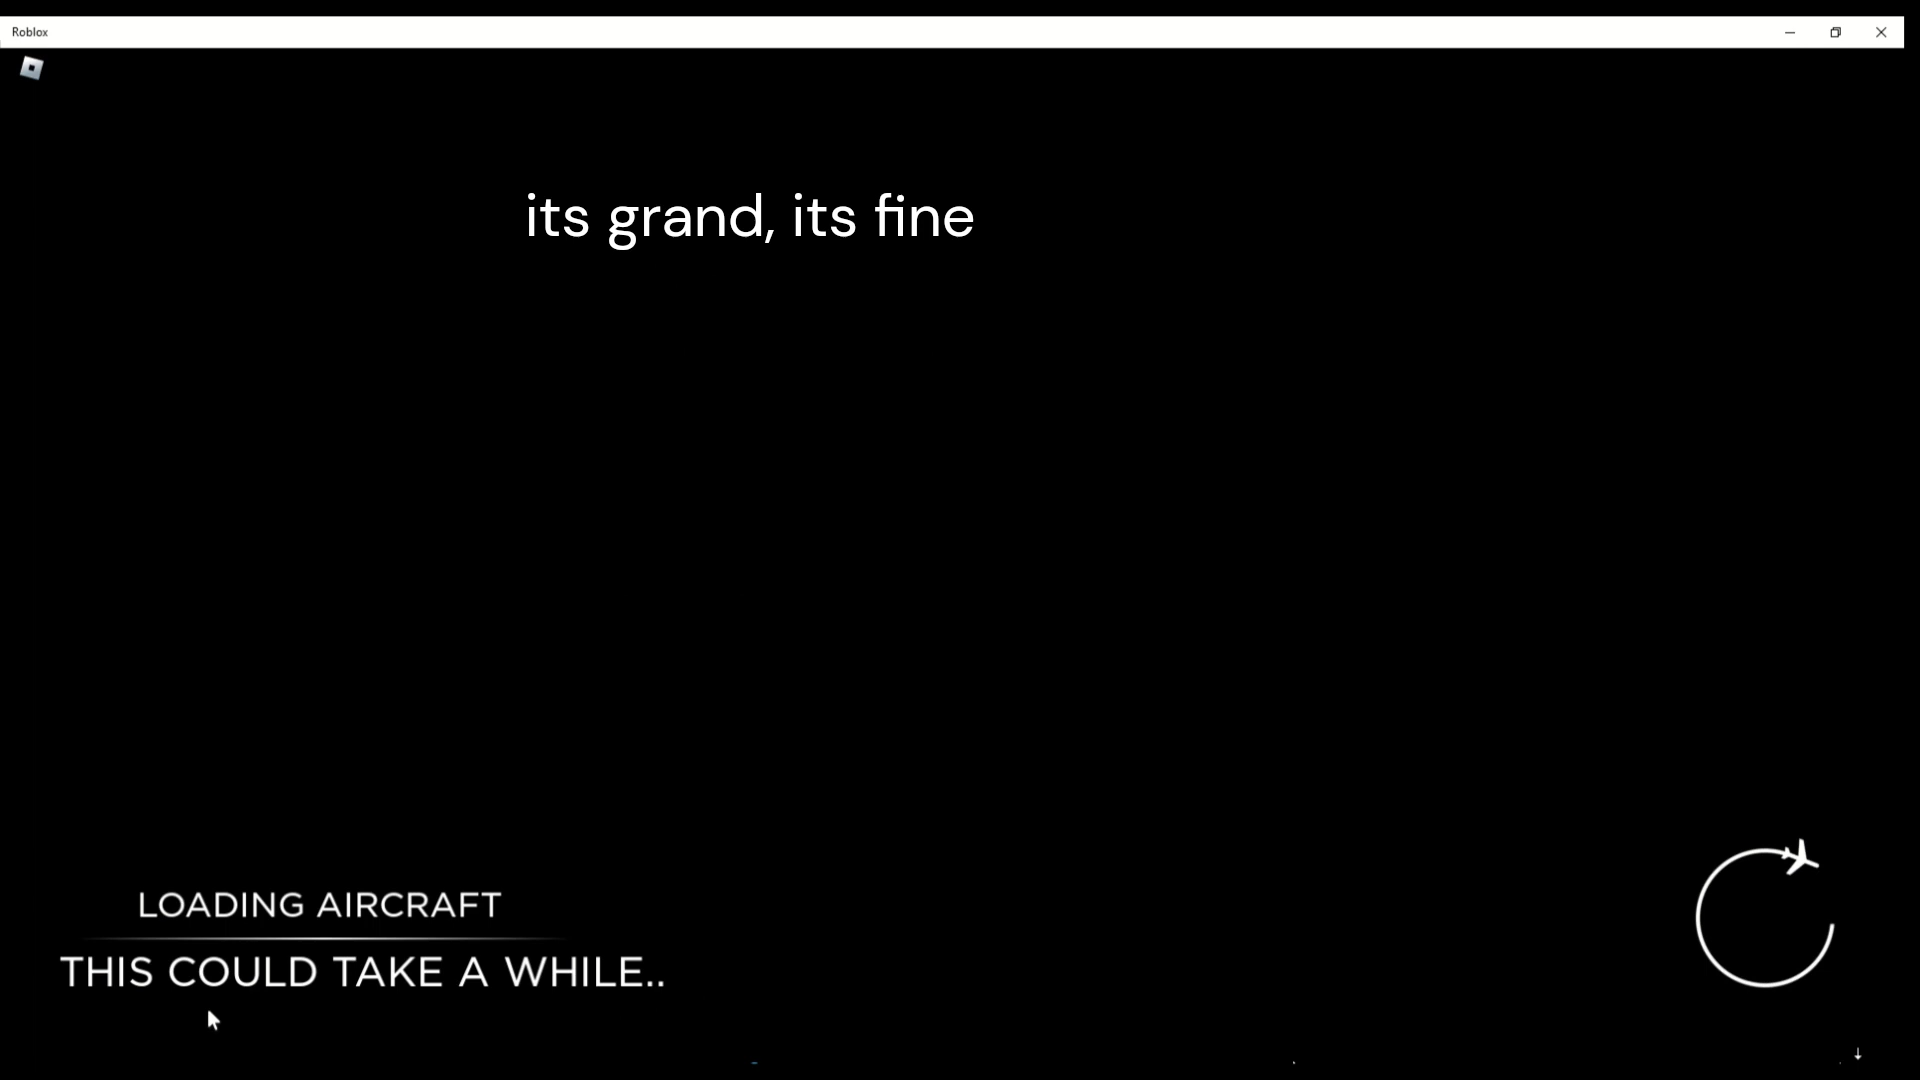 Roblox
its grand, its fine
LOADING AIRCRAFT
THIS COULD TAKE A WHILE..